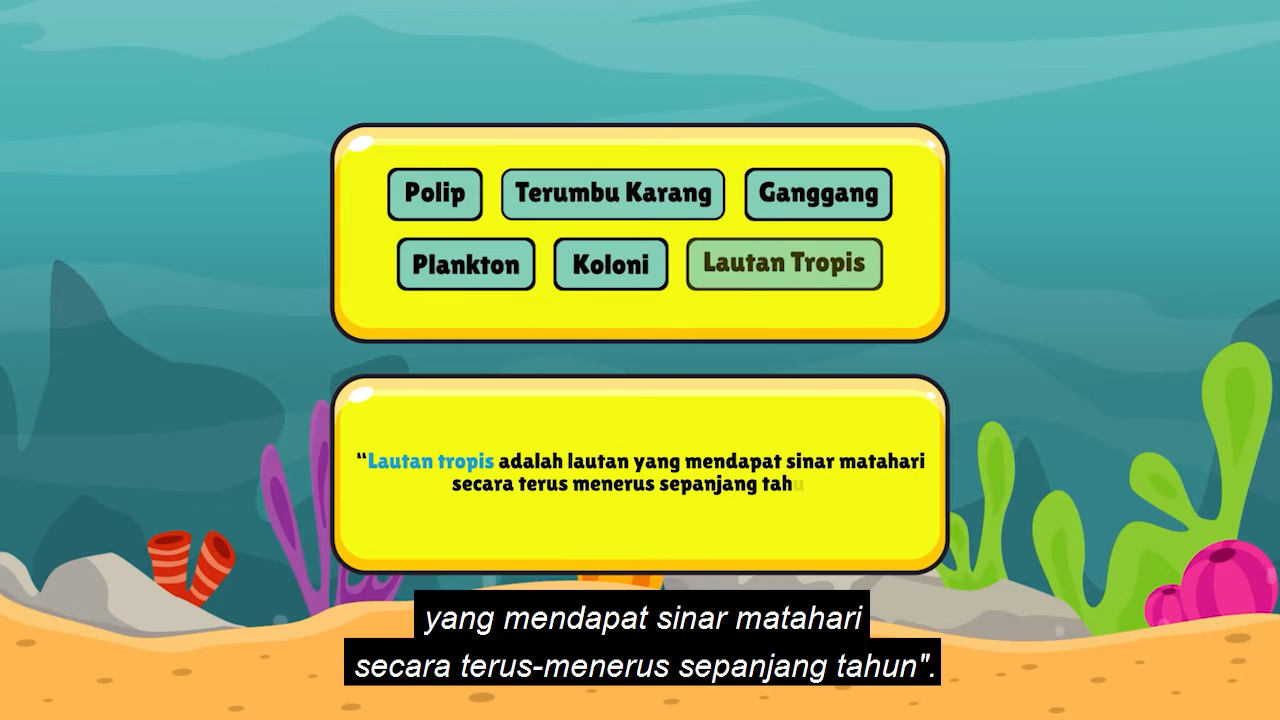 Polip Terumbu Karang Ganggang
Plankton Koloni Lautan Tropis
“Lautan tropis adalah lautan yang mendapat sinar matahari
secara terus menerus sepanjang tahu
yang mendapat sinar matahari
secara terus-menerus sepanjang tahun".